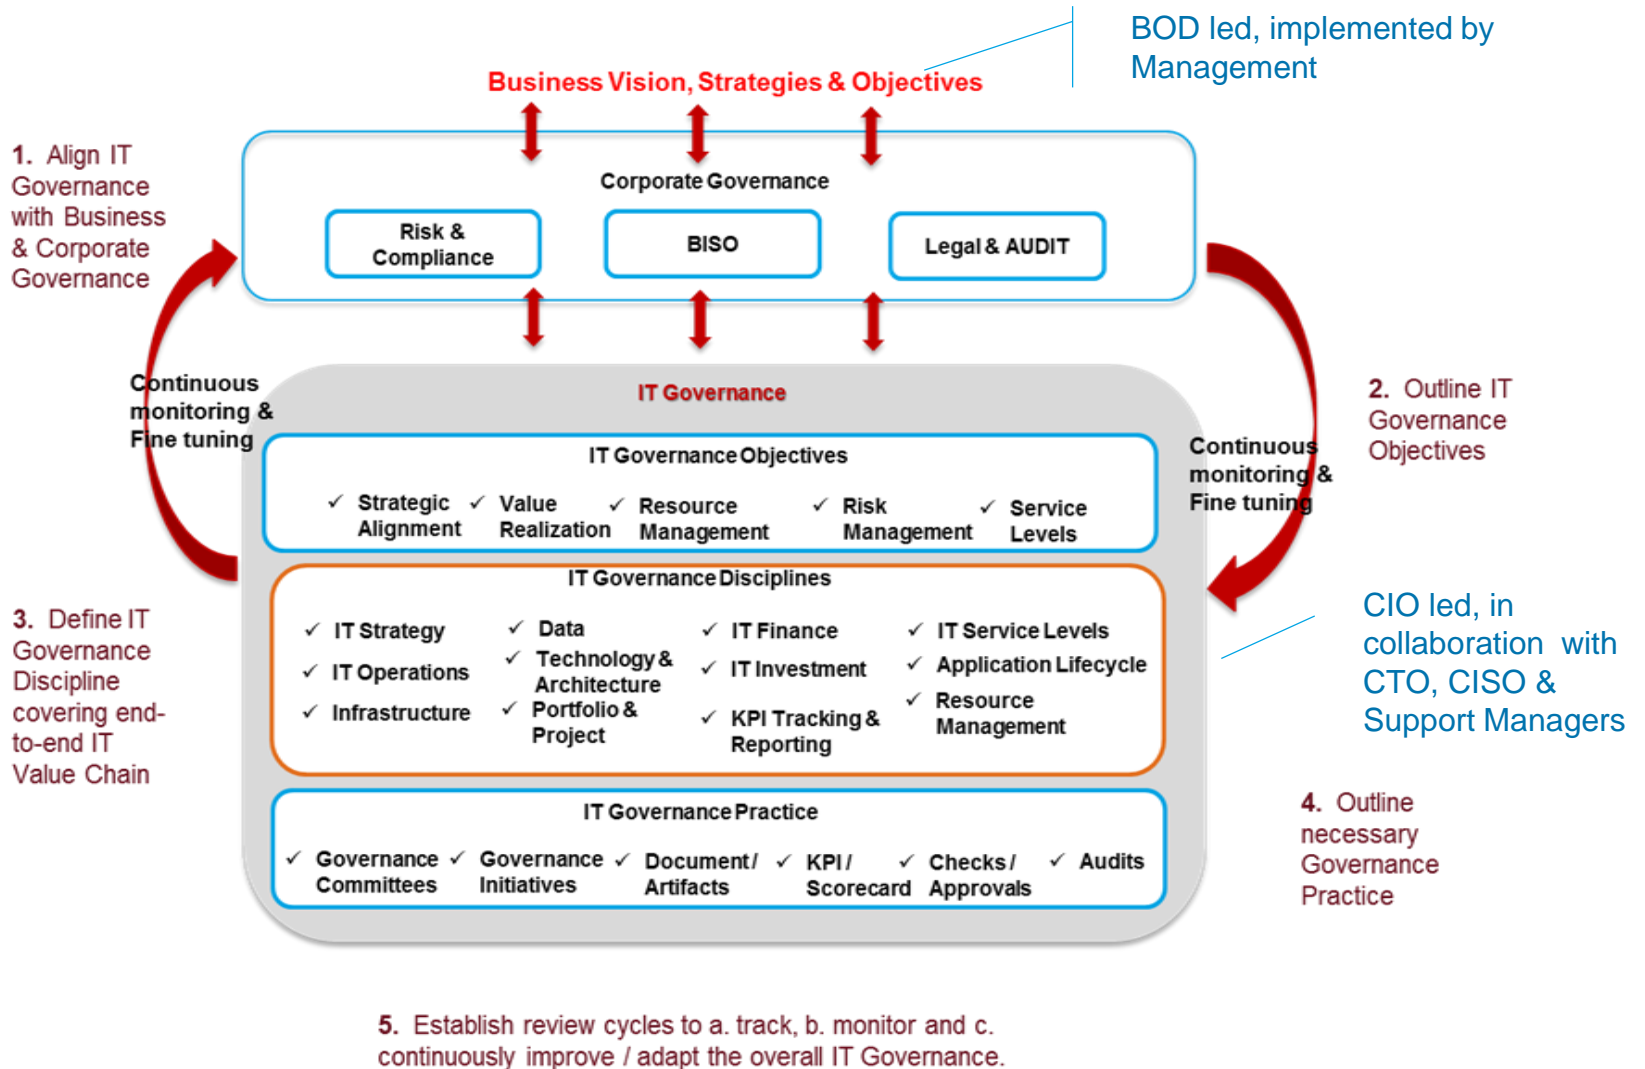 BOD led, implemented by
Management
Business Vision, Strategies & Objectives
1. Align IT
Governance
with Business
& Corporate
Governance
Corporate Governance
Risk &
Compliance
BISO
Legal & AUDIT
Continuous
monitoring &
Fine tuning
IT Governance
2. Outline IT
Governance
Objectives
Continuous
monitoring &
Fine tuning
IT Governance Objectives
✓ Strategic
Alignment
✓ Value
Realization
✓ Resource
Management
✓ Risk
Management
✓ Service
Levels
3. Define IT
Governance
Discipline
covering end-
to-end IT
Value Chain
IT Governance Disciplines
✓ IT Strategy
✓ IT Operations
✓ Infrastructure
✓ Data
✓ Technology &
Architecture
✓ Portfolio &
Project
✓ IT Finance
✓ IT Investment
✓ KPI Tracking &
Reporting
✓ IT Service Levels
✓ Application Lifecycle
✓ Resource
Management
CIO led, in
collaboration with
CTO, CISO &
Support Managers
IT Governance Practice
✓ Governance
Committees
✓ Governance
Initiatives
✓ Document /
Artifacts
✓ KPI /
Scorecard
✓ Checks /
Approvals
✓ Audits
4. Outline
necessary
Governance
Practice
5. Establish review cycles to a. track, b. monitor and c.
continuously improve / adapt the overall IT Governance.